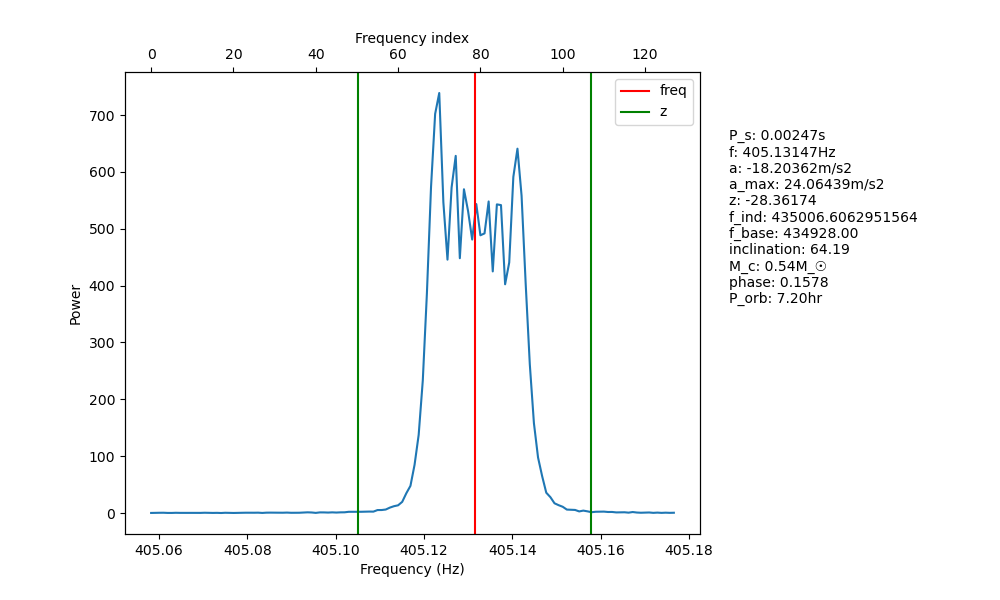 Frequency index
0 20 40 60 80 100 120
freq
z
700
600
500
400
300
200
100
0
Power
405.06 405.08 405.10 405.12 405.14 405.16 405.18
Frequency (Hz)
P_s: 0.00247s
f: 405.13147Hz
a: -18.20362m/s2
a_max: 24.06439m/s2
z: -28.36174
f_ind: 435006.6062951564
f_base: 434928.00
inclination: 64.19
M_c: 0.54M_☉
phase: 0.1578
P_orb: 7.20hr